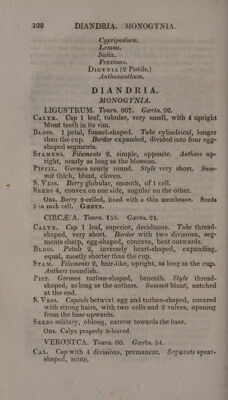 192 DIANDRIA. MONOGYNIA.
Cypripedium.
Lemna.
Salix.
Fraxinus.
DIGYNIA (2 Pistils.)
Anthoxanthum.
DIANDRIA.
MONOGYNIA.
LIGUSTRUM. Tourn. 867. Gærtn. 92.
CALYX. Cup 1 leaf, tubular, very small, with 4 upright
blunt teeth in its rim.
BLOSS. 1 petal, funnel-shaped. Tube cylindrical, longer
than the cup. Border expanded, divided into four egg-
shaped segments.
STAMENS. Filaments 2, simple, opposite. Anthers up-
right, nearly as long as the blossom.
PISTIL. Germen nearly round. Style very short. Sum-
mit thick, blunt, cloven.
S. VESS. Berry globular, smooth, of 1 cell.
SEEDS 4, convex on one side, angular on the other.
OBS. Berry 2-celled, lined with a thin membrane. Seeds
2 in each cell. GÆRTN.
CIRCÆ'A. Tourn. 155. Gærtn. 24.
CALYX. Cup 1 leaf, superior, deciduous. Tube thread-
shaped, very short. Border with two divisions, seg-
ments sharp, egg-shaped, concave, bent outwards.
BLOSS. Petals 2, inversely heart-shaped, expanding,
equal, mostly shorter than the cup.
STAM. Filaments 2, hair-like, upright, as long as the cup.
Anthers roundish.
PIST. Germen turban-shaped, beneath. Style thread-
shaped, as long as the anthers. Summit blunt, notched
at the end.
S. VESS. Capsule betwixt egg and turban-shaped, covered
with strong hairs, with two cells and 2 valves, opening
from the base upwards.
SEEDS solitary, oblong, narrow towards the base.
OBS. Calyx properly 2-leaved.
VERONICA. Tourn. 60. Gærtn. 54.
CAL. Cup with 4 divisions, permanent. Segments spear-
shaped, acute,